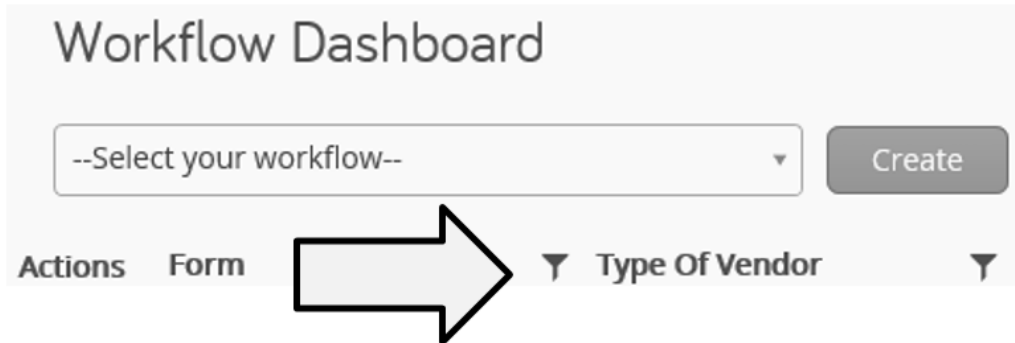 Workflow Dashboard
--Select your workflow--
Create
Actions Form Type Of Vendor